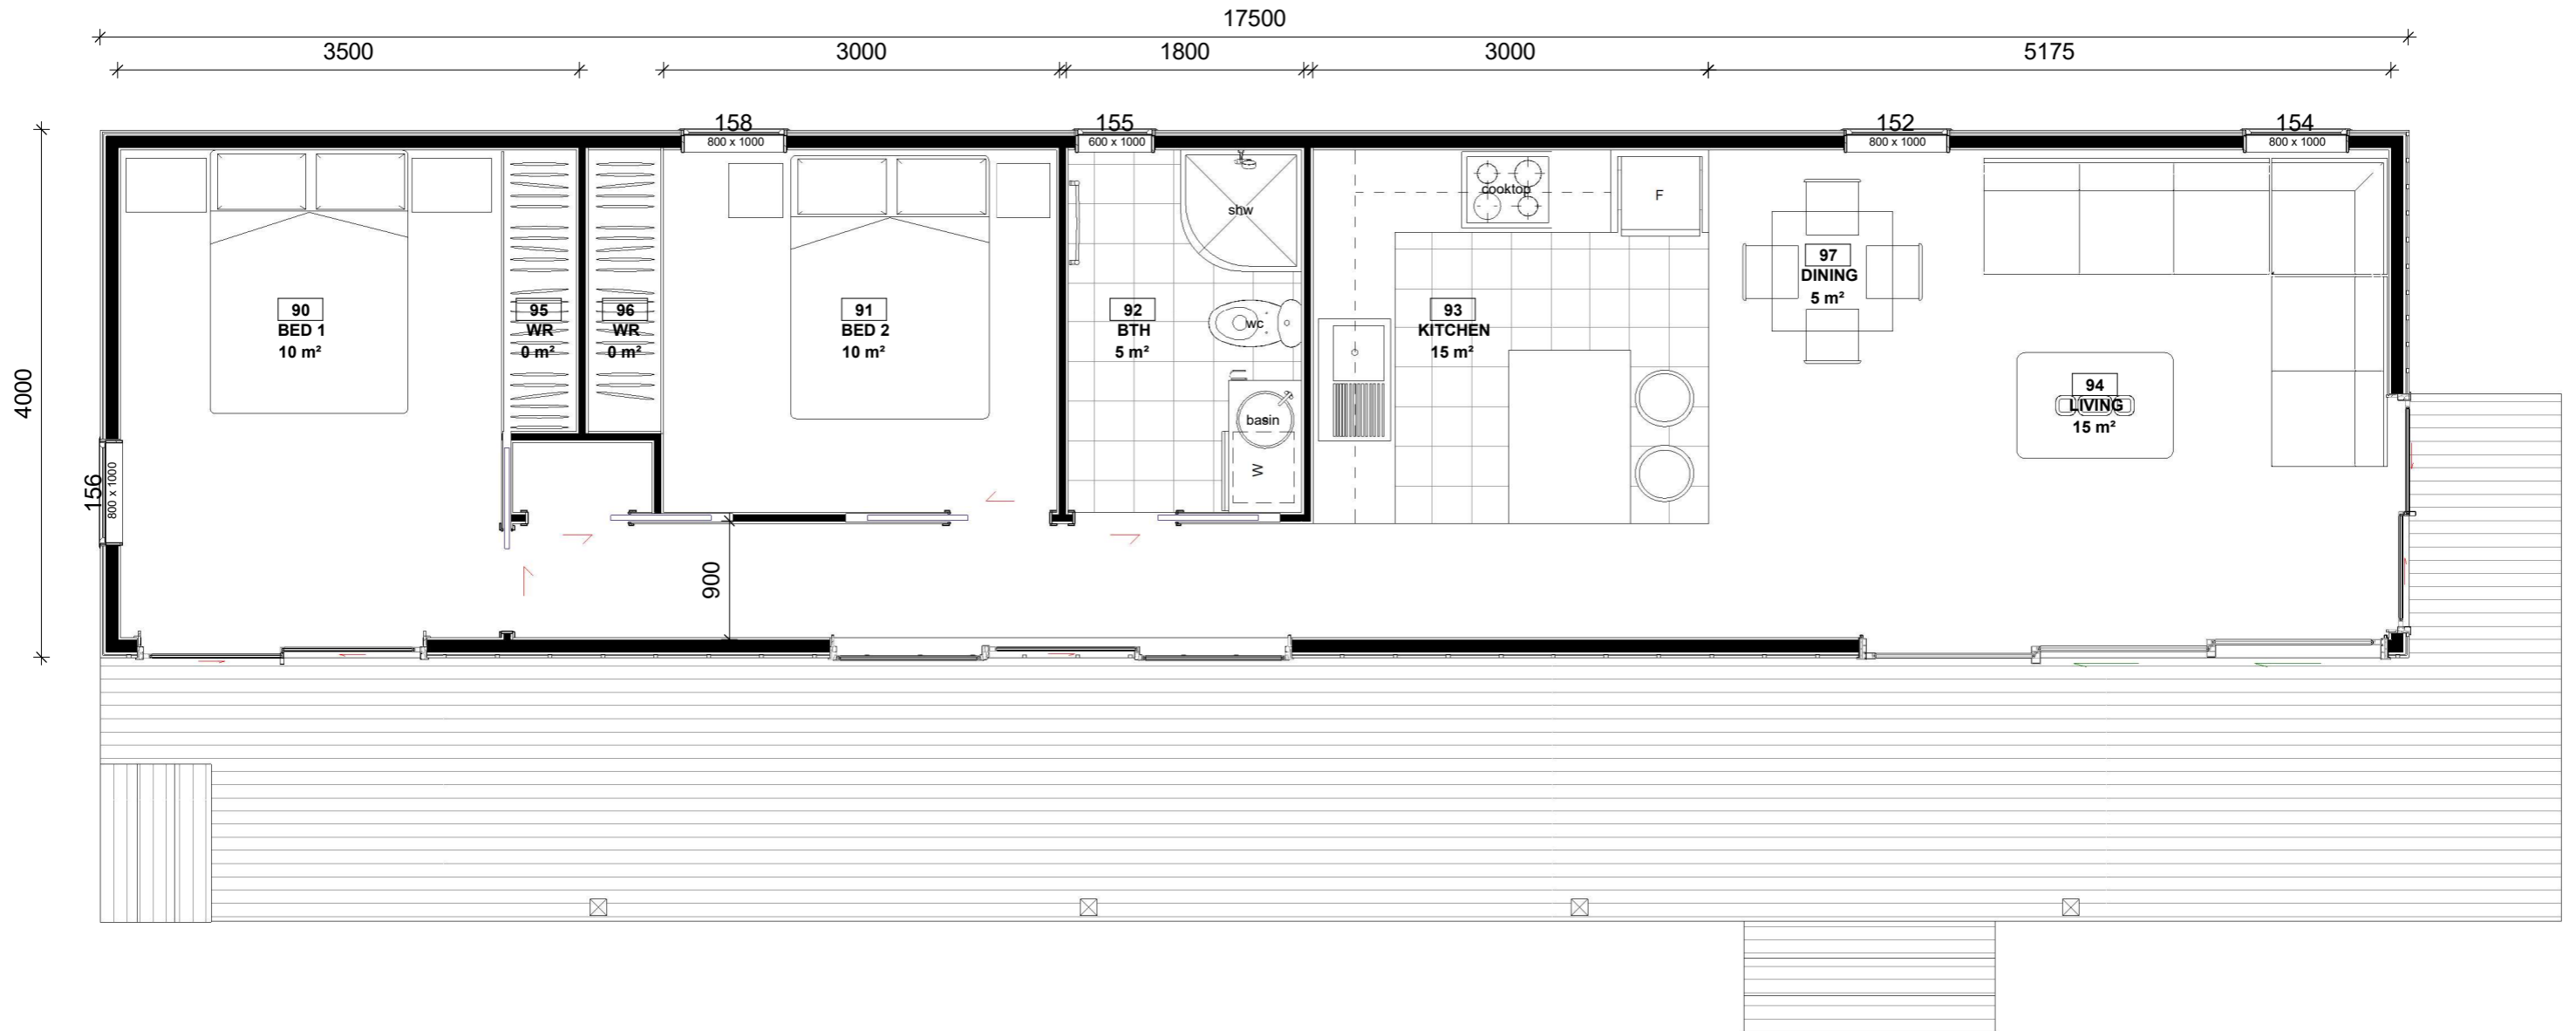 17500
3500
3000
1800
3000
5175
158
155
152
154
800 x 1000
600 x 1000
800 x 1000
800 x 1000
cooktop
F
shw
90
BED 1
10 m²
95
WR
0 m²
96
WR
0 m²
91
BED 2
10 m²
92
BTH
5 m²
wc
93
KITCHEN
15 m²
97
DINING
5 m²
94
LIVING
15 m²
4000
basin
W
156
800 x 1000
900